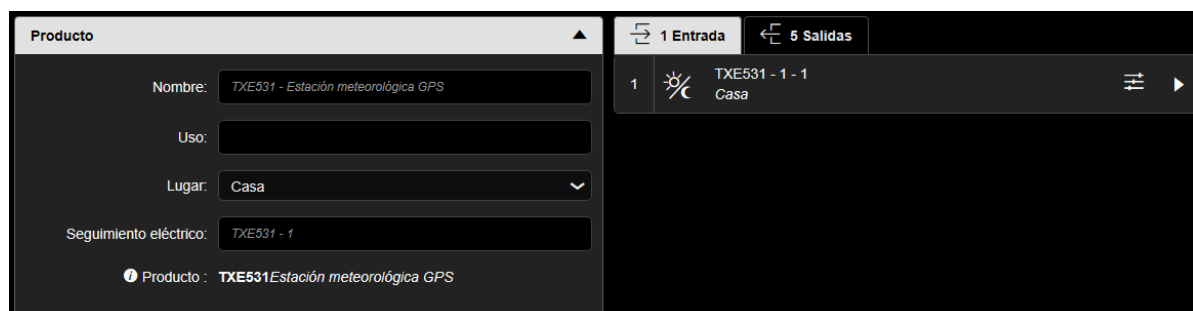 Producto
Nombre: TXE531 - Estación meteorológica GPS
Uso:
Lugar: Casa
Seguimiento eléctrico: TXE531 - 1
Producto : TXE531Estación meteorológica GPS
1 Entrada 5 Salidas
1 TXE531 - 1 - 1
Casa